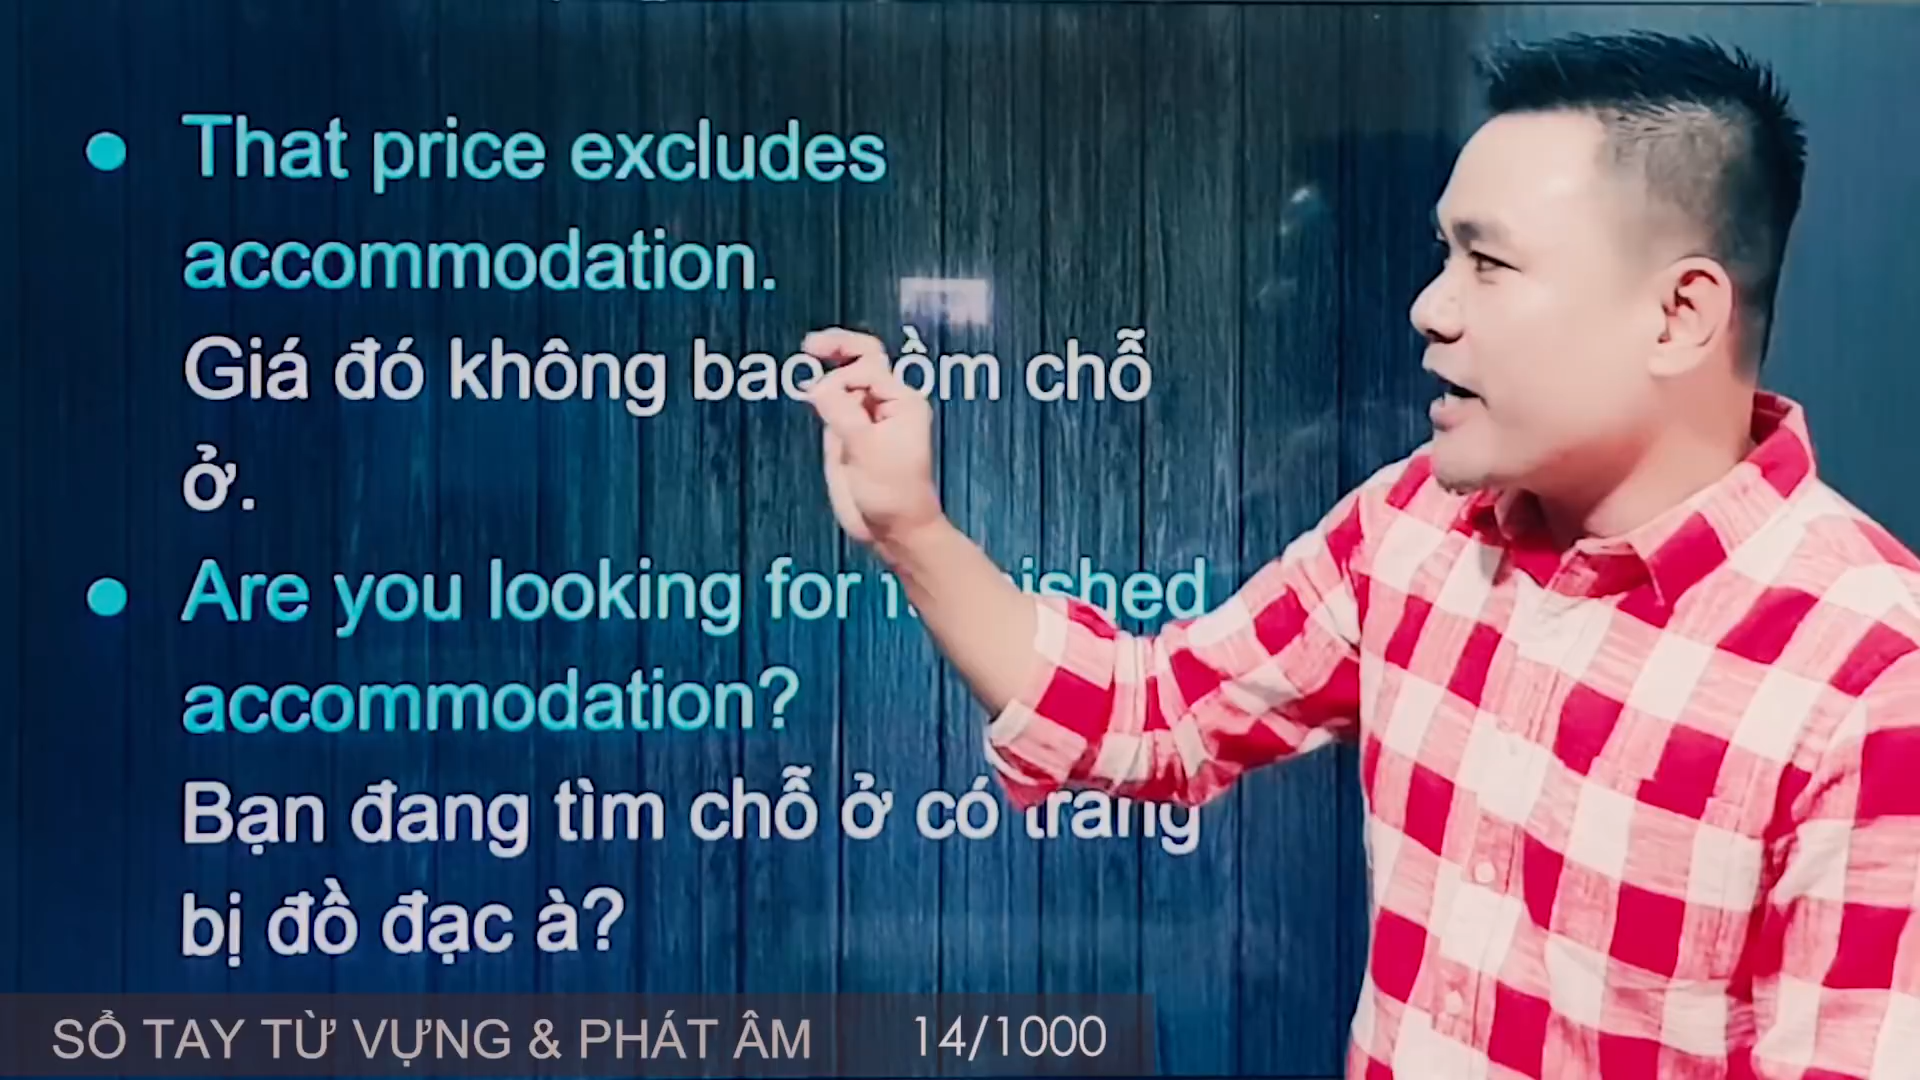 That price excludes
accommodation.
Giá đó không bao chỗ
ở.
Are you looking for
accommodation?
Bạn đang tìm chỗ ở có trang
bị đồ đạc à?
SỔ TAY TỪ VỰNG & PHÁT ÂM 14/1000